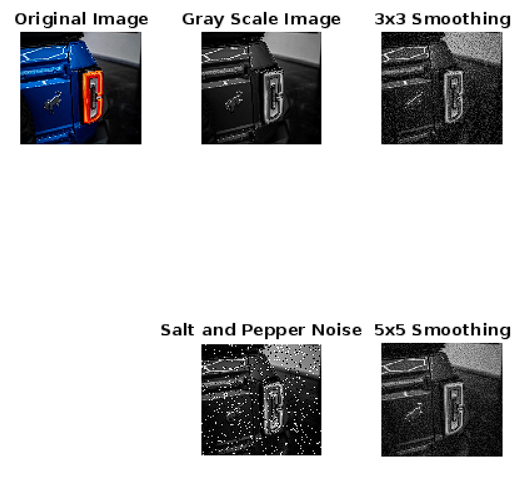 Original Image
Gray Scale Image
3x3 Smoothing
Salt and Pepper Noise
5x5 Smoothing